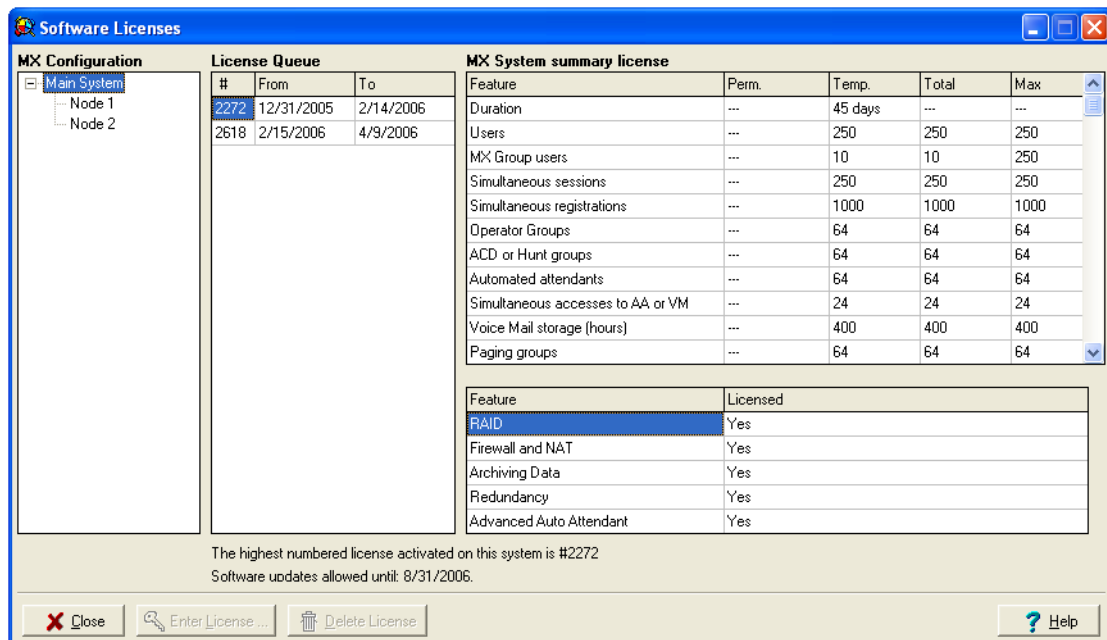 Software Licenses
MX Configuration
Main System
Node 1
Node 2
License Queue
# From To
2272 12/31/2005 2/14/2006
2618 2/15/2006 4/9/2006
MX System summary license
Feature Perm. Temp. Total Max
Duration --- 45 days --- ---
Users --- 250 250 250
MX Group users --- 10 10 250
Simultaneous sessions --- 250 250 250
Simultaneous registrations --- 1000 1000 1000
Operator Groups --- 64 64 64
ACD or Hunt groups --- 64 64 64
Automated attendants --- 64 64 64
Simultaneous accesses to AA or VM --- 24 24 24
Voice Mail storage (hours) --- 400 400 400
Paging groups --- 64 64 64
Feature Licensed
RAID Yes
Firewall and NAT Yes
Archiving Data Yes
Redundancy Yes
Advanced Auto Attendant Yes
The highest numbered license activated on this system is #2272
Software updates allowed until: 8/31/2006.
Close Enter License ... Delete License Help